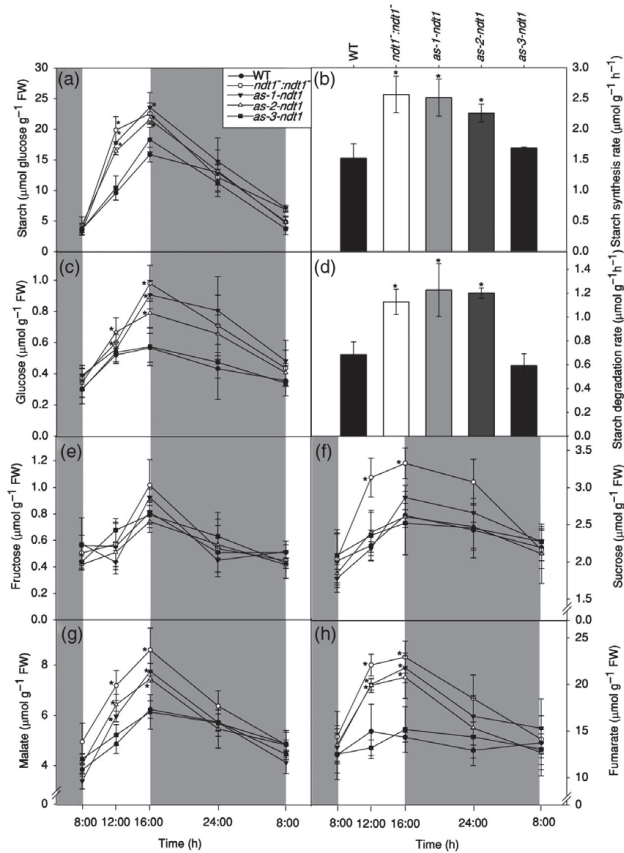 WT
ndt1⁻:ndt1⁻
as-1-ndt1
as-2-ndt1
as-3-ndt1
(a)
WT
ndt1⁻:ndt1⁻
as-1-ndt1
as-2-ndt1
as-3-ndt1
Starch (µmol glucose g⁻¹ FW)
30
25
20
15
10
5
0
(b)
3.0
2.5
2.0
1.5
1.0
0.5
0.0
Starch synthesis rate (µmol g⁻¹ h⁻¹)
(c)
Glucose (µmol g⁻¹ FW)
1.0
0.8
0.6
0.4
0.2
0.0
(d)
1.4
1.2
1.0
0.8
0.6
0.4
0.2
0.0
Starch degradation rate (µmol g⁻¹h⁻¹)
(e)
Fructose (µmol g⁻¹ FW)
1.2
1.0
0.8
0.6
0.4
0.2
0.0
(f)
3.5
3.0
2.5
2.0
1.5
0.0
Sucrose (µmol g⁻¹ FW)
(g)
Malate (µmol g⁻¹ FW)
8
6
4
0
(h)
25
20
15
10
0
Fumarate (µmol g⁻¹ FW)
8:00 12:00 16:00 24:00 8:00
Time (h)
8:00 12:00 16:00 24:00 8:00
Time (h)